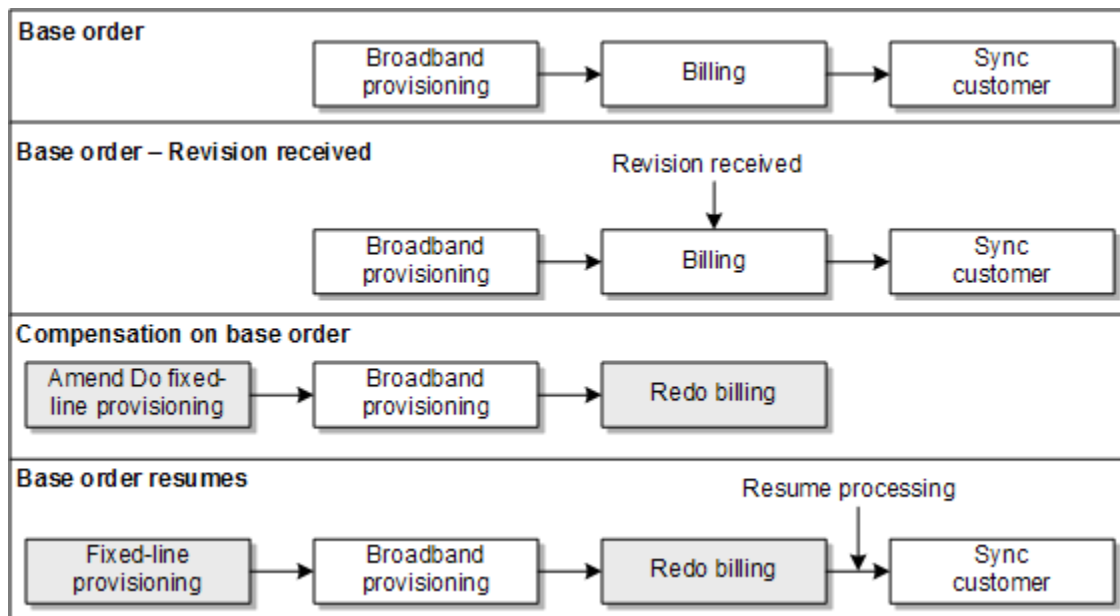 Base order
Broadband
provisioning
Billing
Sync
customer
Base order – Revision received
Revision received
Broadband
provisioning
Billing
Sync
customer
Compensation on base order
Amend Do fixed-
line provisioning
Broadband
provisioning
Redo billing
Base order resumes
Resume processing
Fixed-line
provisioning
Broadband
provisioning
Redo billing
Sync
customer